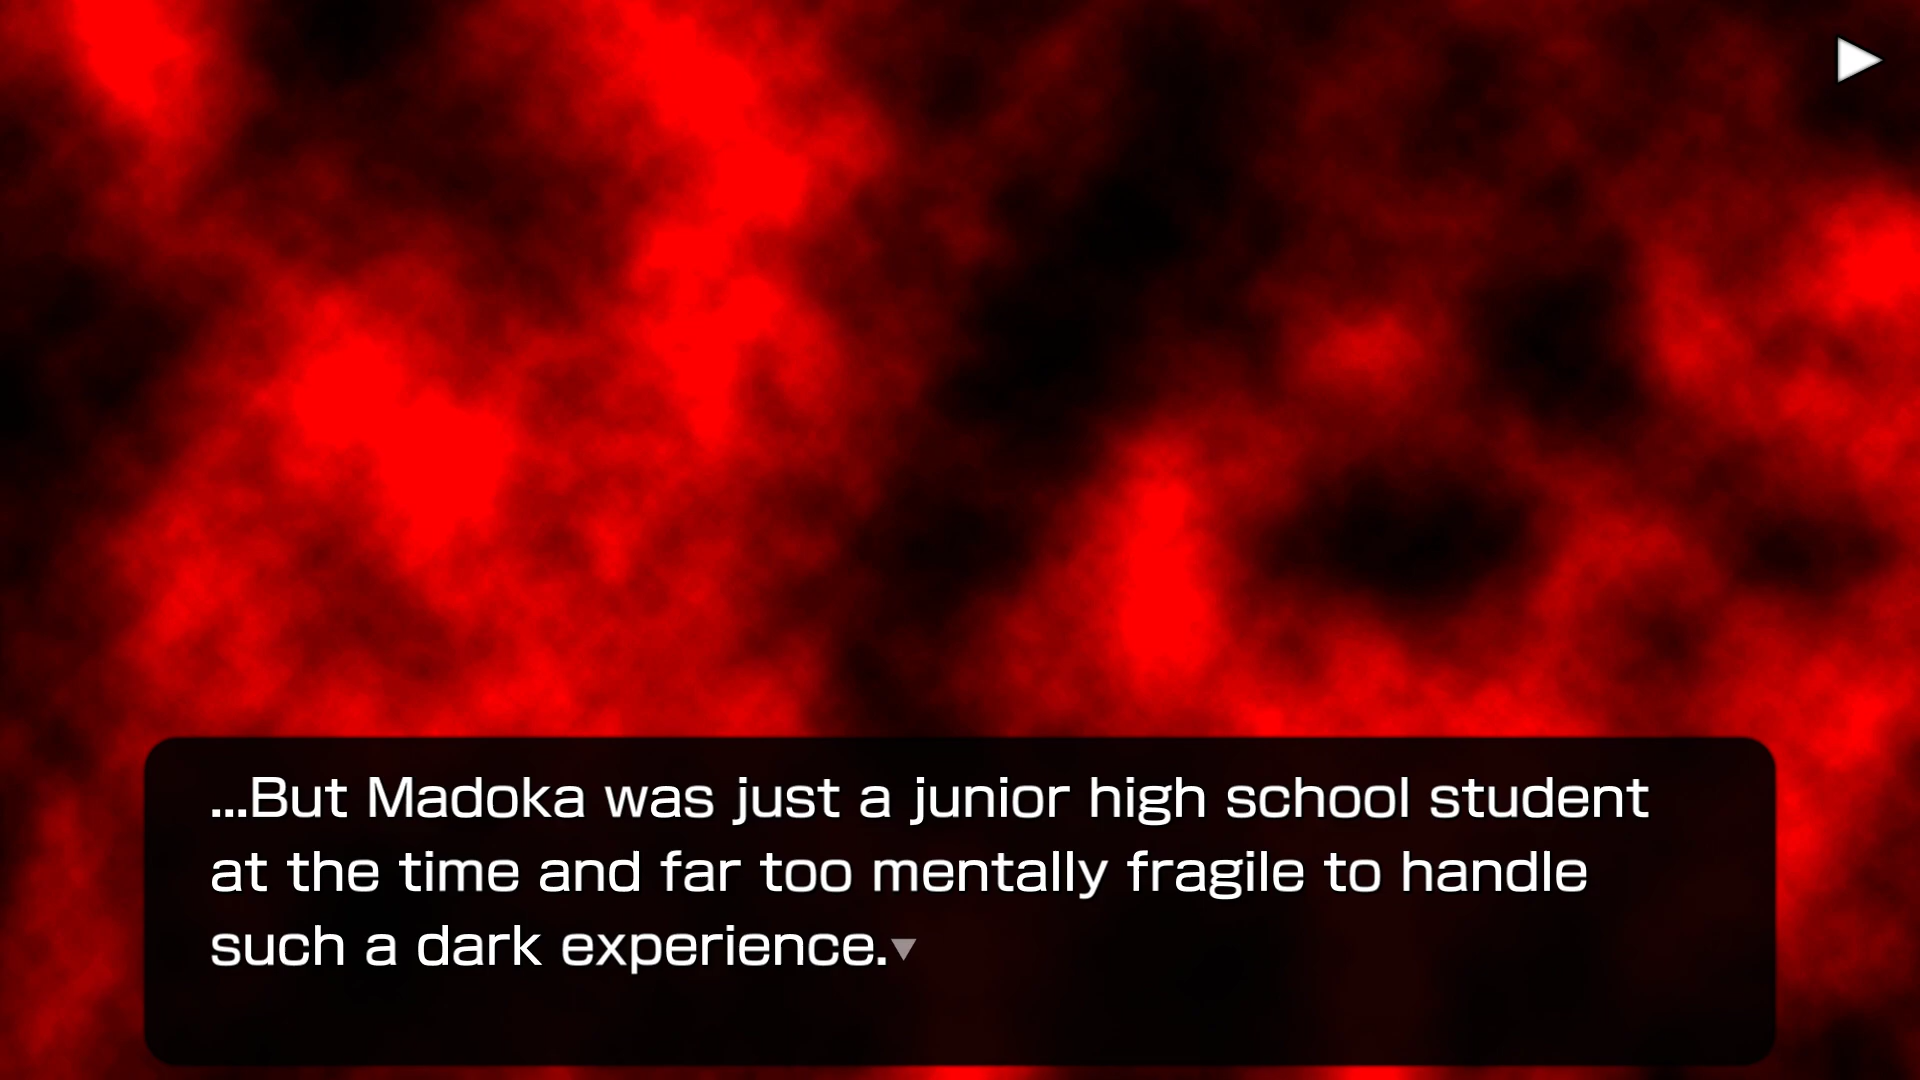 ...But Madoka was just a junior high school student
at the time and far too mentally fragile to handle
such a dark experience.